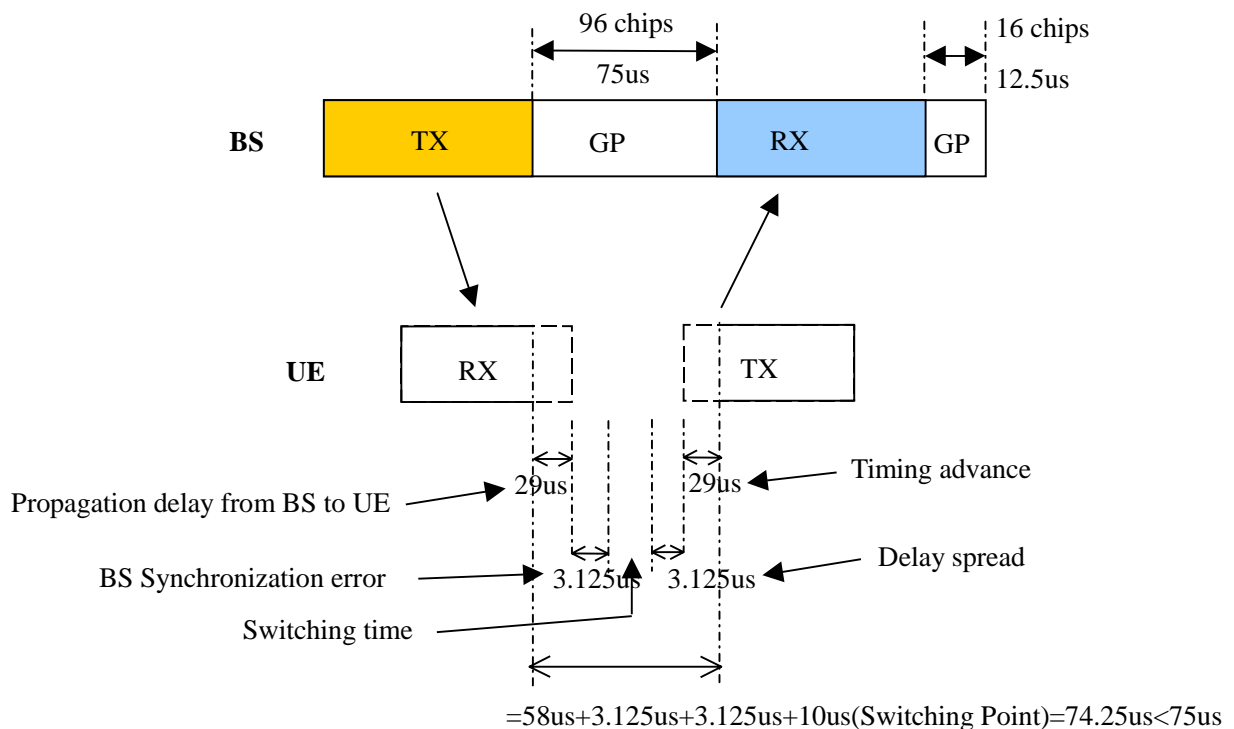 96 chips
16 chips
75us
12.5us
BS
TX
GP
RX
GP
UE
RX
TX
29us
29us
Timing advance
Propagation delay from BS to UE
3.125us
3.125us
Delay spread
BS Synchronization error
Switching time
=58us+3.125us+3.125us+10us(Switching Point)=74.25us<75us